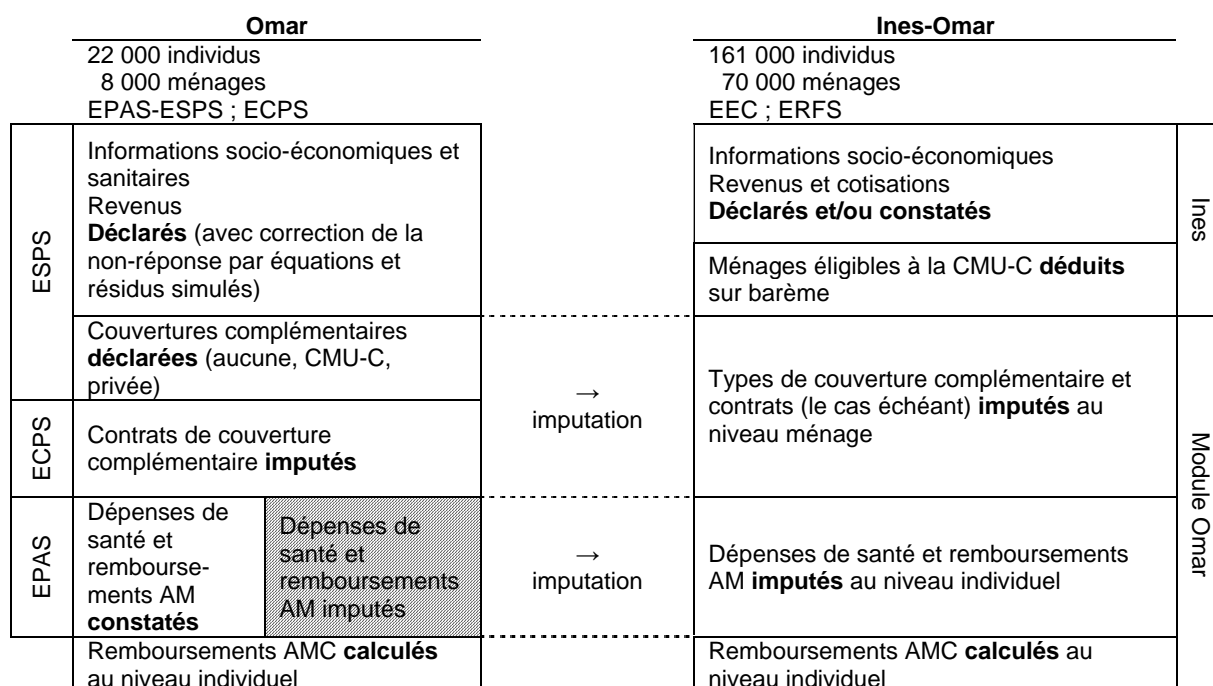 Omar
22 000 individus
8 000 ménages
EPAS-ESPS ; ECPS
ESPS
Informations socio-économiques et
sanitaires
Revenus
Déclarés (avec correction de la
non-réponse par équations et
résidus simulés)
Couvertures complémentaires
déclarées (aucune, CMU-C,
privée)
ECPS
Contrats de couverture
complémentaire imputés
EPAS
Dépenses de
santé et
rembourse-
ments AM
constatés
Dépenses de
santé et
remboursements
AM imputés
Remboursements AMC calculés
au niveau individuel
→
imputation
→
imputation
Ines-Omar
161 000 individus
70 000 ménages
EEC ; ERFS
Informations socio-économiques
Revenus et cotisations
Déclarés et/ou constatés
Ménages éligibles à la CMU-C déduits
sur barème
Ines
Types de couverture complémentaire et
contrats (le cas échéant) imputés au
niveau ménage
Dépenses de santé et remboursements
AM imputés au niveau individuel
Remboursements AMC calculés au
niveau individuel
Module Omar